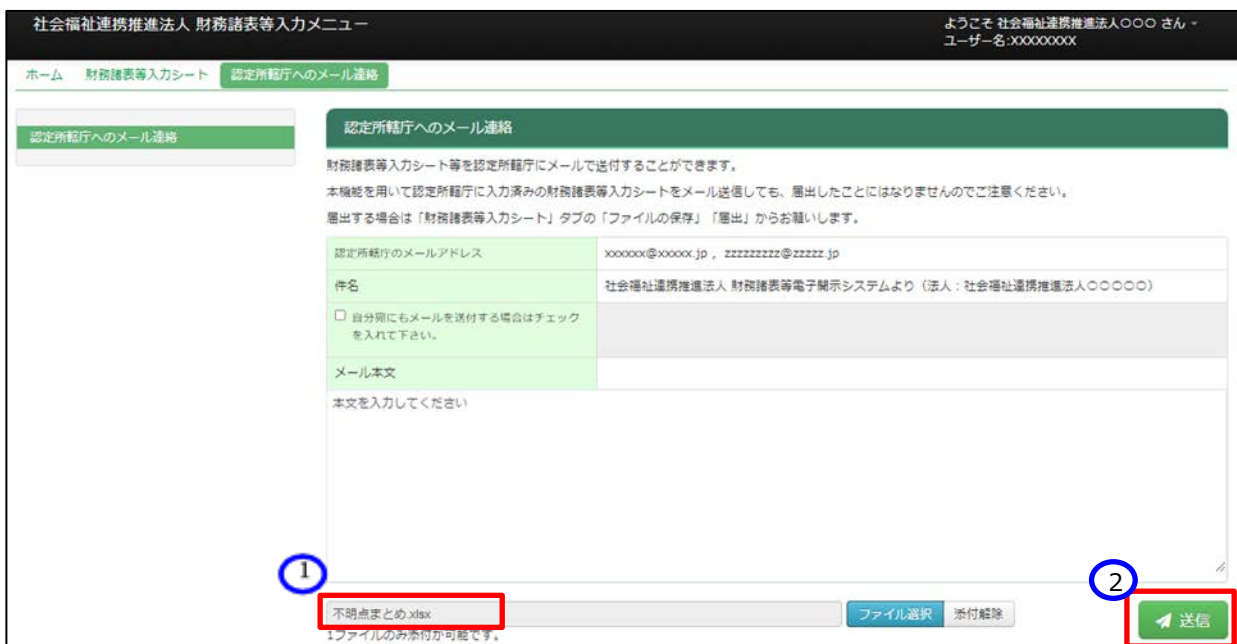 社会福祉連携推進法人 財務諸表等入力メニュー
ようこそ 社会福祉連携推進法人〇〇〇 さん
ユーザー名:XXXXXXXX
ホーム 財務諸表等入力シート 認定所轄庁へのメール連絡
認定所轄庁へのメール連絡
認定所轄庁へのメール連絡
財務諸表等入力シート等を認定所轄庁にメールで送付することができます。
本機能を用いて認定所轄庁に入力済みの財務諸表等入力シートをメール送信しても、届出したことにはなりませんのでご注意ください。
届出する場合は「財務諸表等入力シート」タブの「ファイルの保存」「届出」からお願いします。
認定所轄庁のメールアドレス xxxxxx@xxxxx.jp , zzzzzzzzz@zzzzz.jp
件名 社会福祉連携推進法人 財務諸表等電子開示システムより（法人：社会福祉連携推進法人〇〇〇〇〇）
自分宛にもメールを送付する場合はチェック
を入れて下さい。
メール本文
本文を入力してください
1
2
不明点まとめ.xlsx ファイル選択 添付解除 送信
1ファイルのみ添付が可能です。